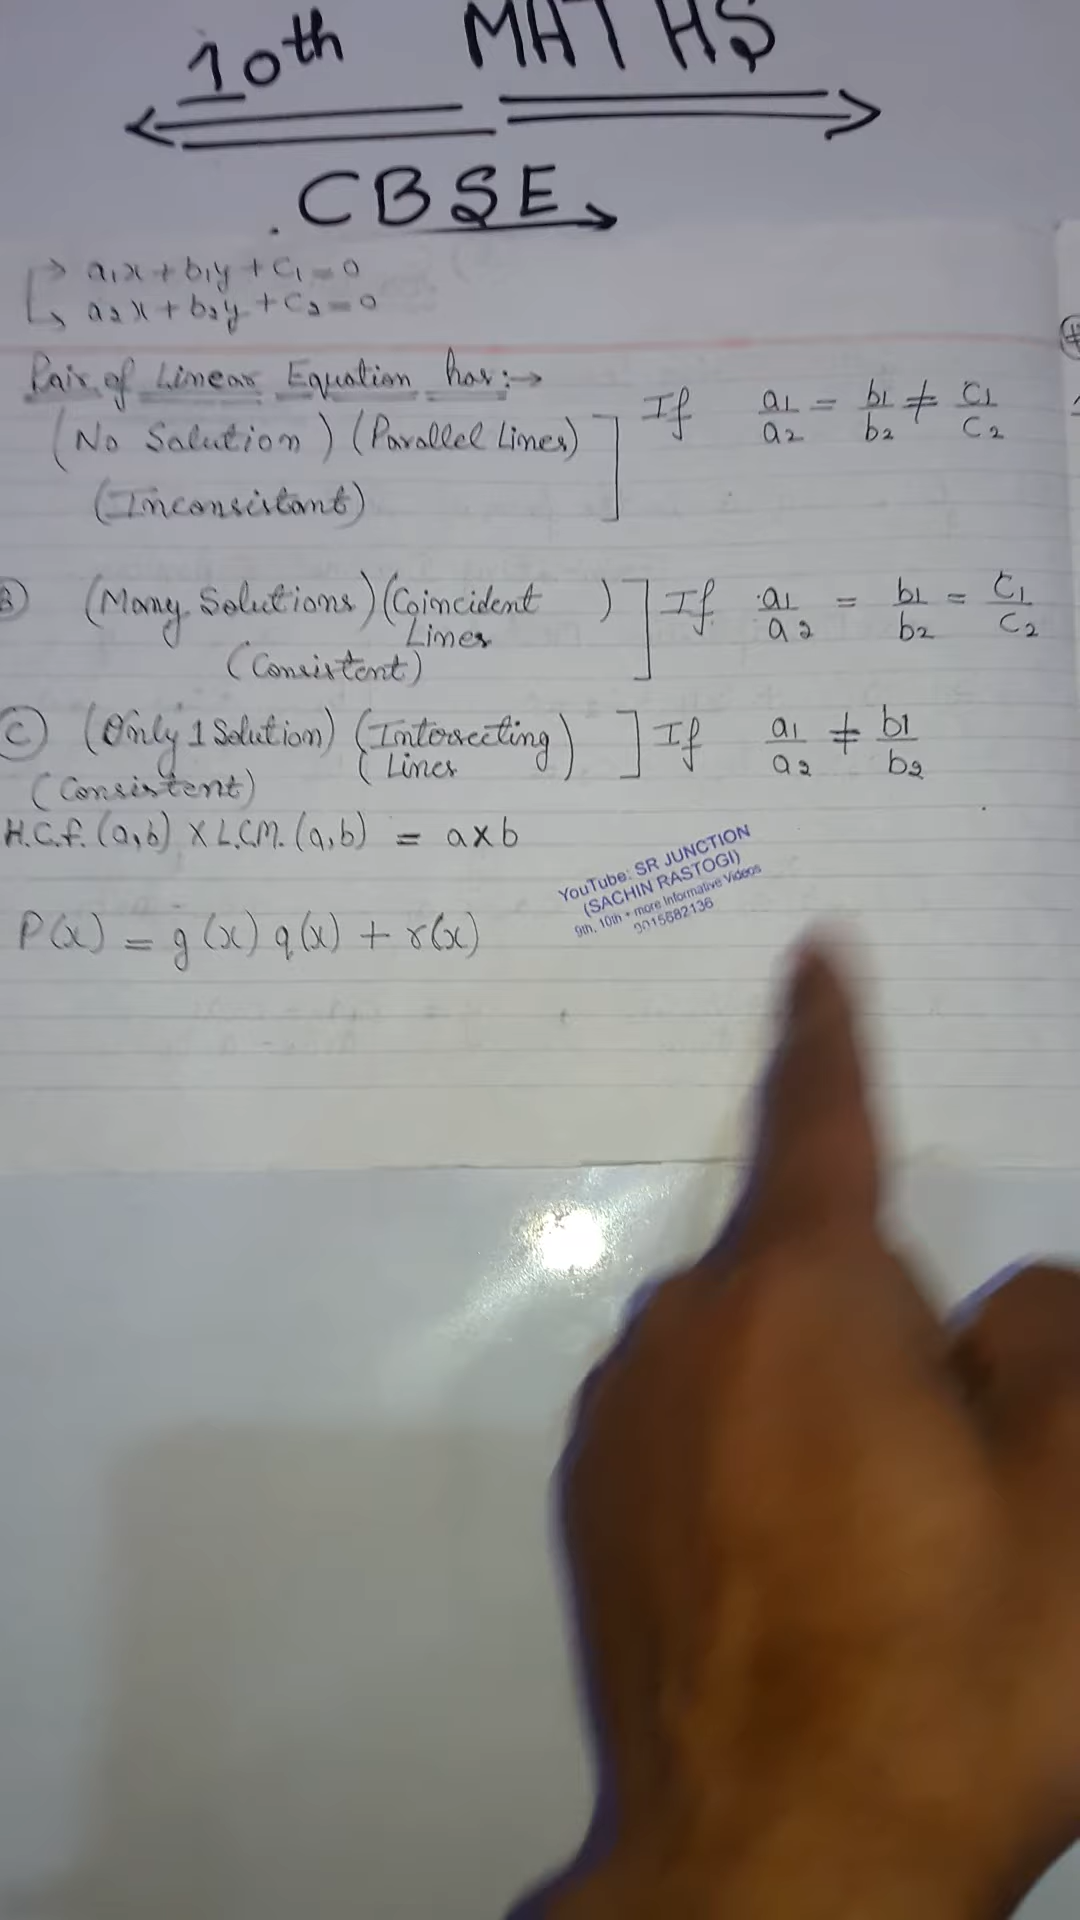 10th MATHS
CBSE
a1x + b1y + c1 = 0
a2x + b2y + c2 = 0
Pair of Linear Equation has:→
(No Solution) (Parallel Lines) ] If a1/a2 = b1/b2 ≠ c1/c2
(Inconsistant)
(Many Solutions) (Coincident Lines) ] If a1/a2 = b1/b2 = c1/c2
(Consistent)
C (Only 1 Solution) (Intersecting Lines) ] If a1/a2 ≠ b1/b2
(Consistent)
H.C.f. (a,b) X L.C.M. (a,b) = a x b
YouTube: SR JUNCTION
(SACHIN RASTOGI)
9th, 10th + more Informative Videos
9015582136
P(x) = g(x) q(x) + r(x)